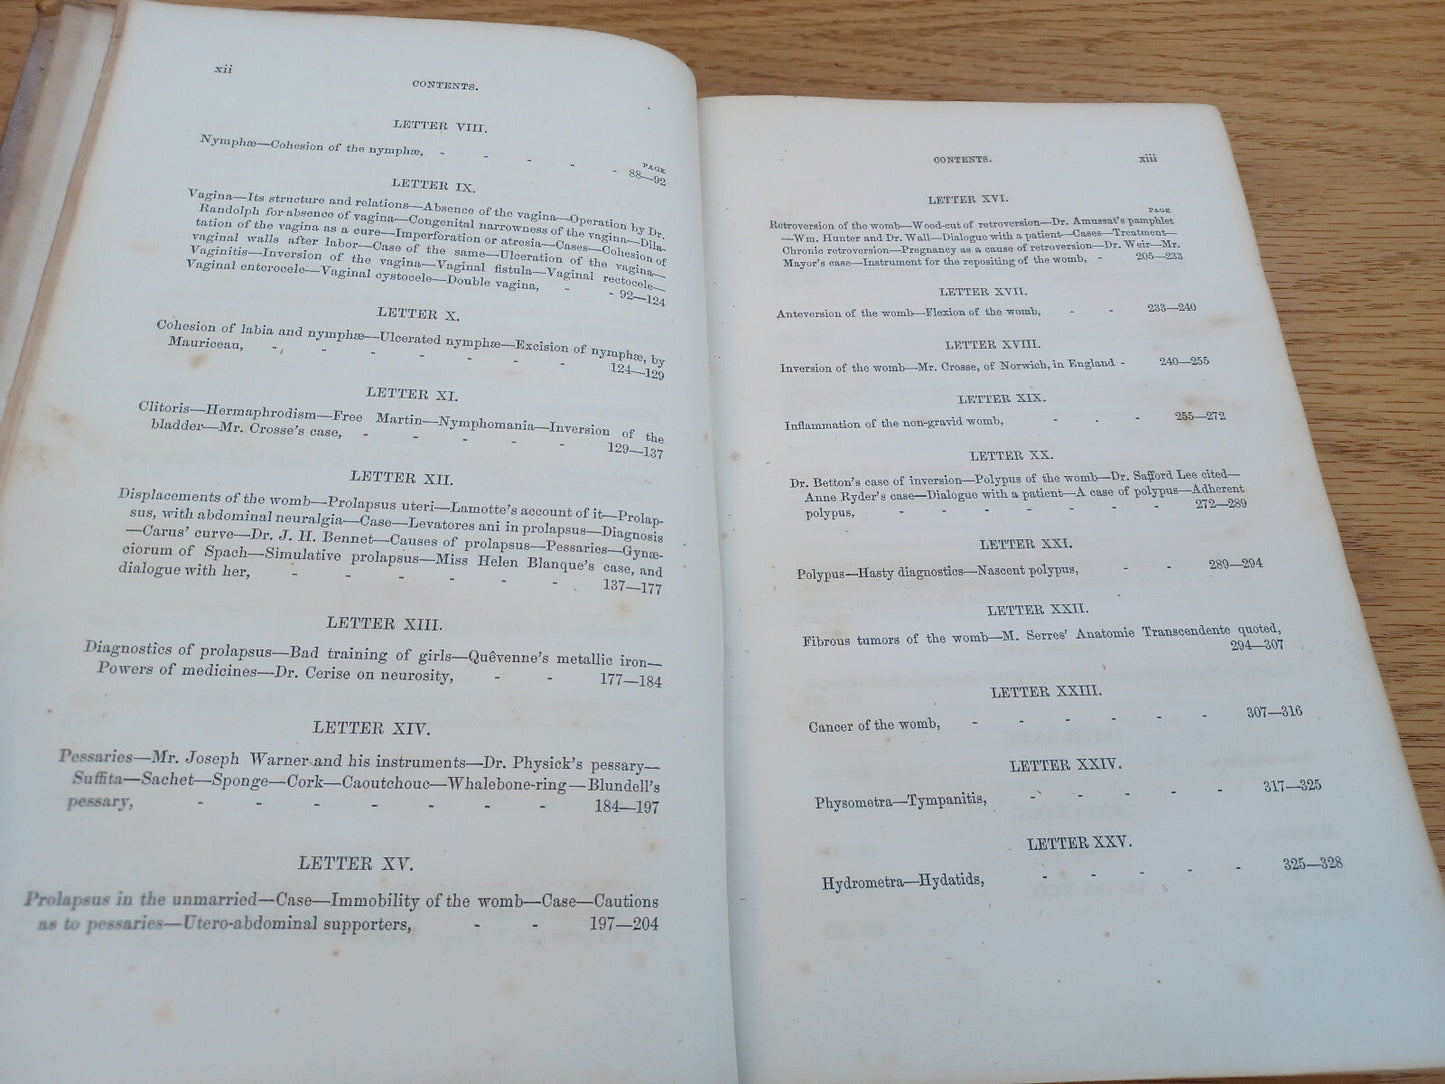 xii
CONTENTS.
LETTER VIII.
PAGE
Nymphæ—Cohesion of the nymphæ, - - - - - 88—92
LETTER IX.
Vagina—Its structure and relations—Absence of the vagina—Operation by Dr.
Randolph for absence of vagina—Congenital narrowness of the vagina—Dila-
tation of the vagina as a cure—Imperforation or atresia—Cases—Cohesion of
vaginal walls after labor—Case of the same—Ulceration of the vagina—
Vaginitis—Inversion of the vagina—Vaginal fistula—Vaginal rectocele—
Vaginal enterocele—Vaginal cystocele—Double vagina, - - 92—124
LETTER X.
Cohesion of labia and nymphæ—Ulcerated nymphæ—Excision of nymphæ, by
Mauriceau, - - - - - - - 124—129
LETTER XI.
Clitoris—Hermaphrodism—Free Martin—Nymphomania—Inversion of the
bladder—Mr. Crosse's case, - - - - - 129—137
LETTER XII.
Displacements of the womb—Prolapsus uteri—Lamotte's account of it—Prolap-
sus, with abdominal neuralgia—Case—Levatores ani in prolapsus—Diagnosis
—Carus' curve—Dr. J. H. Bennet—Causes of prolapsus—Pessaries—Gynæ-
ciorum of Spach—Simulative prolapsus—Miss Helen Blanque's case, and
dialogue with her, - - - - - - 137—177
LETTER XIII.
Diagnostics of prolapsus—Bad training of girls—Quêvenne's metallic iron—
Powers of medicines—Dr. Cerise on neurosity, - - 177—184
LETTER XIV.
Pessaries—Mr. Joseph Warner and his instruments—Dr. Physick's pessary—
Suffita—Sachet—Sponge—Cork—Caoutchouc—Whalebone-ring—Blundell's
pessary, - - - - - - - 184—197
LETTER XV.
Prolapsus in the unmarried—Case—Immobility of the womb—Case—Cautions
as to pessaries—Utero-abdominal supporters, - - 197—204
CONTENTS. xiii
LETTER XVI.
PAGE
Retroversion of the womb—Wood-cut of retroversion—Dr. Amussat's pamphlet
—Wm. Hunter and Dr. Wall—Dialogue with a patient—Cases—Treatment—
Chronic retroversion—Pregnancy as a cause of retroversion—Dr. Weir—Mr.
Mayor's case—Instrument for the repositing of the womb, - 205—233
LETTER XVII.
Anteversion of the womb—Flexion of the womb, - - 233—240
LETTER XVIII.
Inversion of the womb—Mr. Crosse, of Norwich, in England - 240—255
LETTER XIX.
Inflammation of the non-gravid womb, - - - 255—272
LETTER XX.
Dr. Betton's case of inversion—Polypus of the womb—Dr. Safford Lee cited—
Anne Ryder's case—Dialogue with a patient—A case of polypus—Adherent
polypus, - - - - - - - 272—289
LETTER XXI.
Polypus—Hasty diagnostics—Nascent polypus, - - 289—294
LETTER XXII.
Fibrous tumors of the womb—M. Serres' Anatomie Transcendente quoted,
294—307
LETTER XXIII.
Cancer of the womb, - - - - - - 307—316
LETTER XXIV.
Physometra—Tympanitis, - - - - - 317—325
LETTER XXV.
Hydrometra—Hydatids, - - - - - 325—328